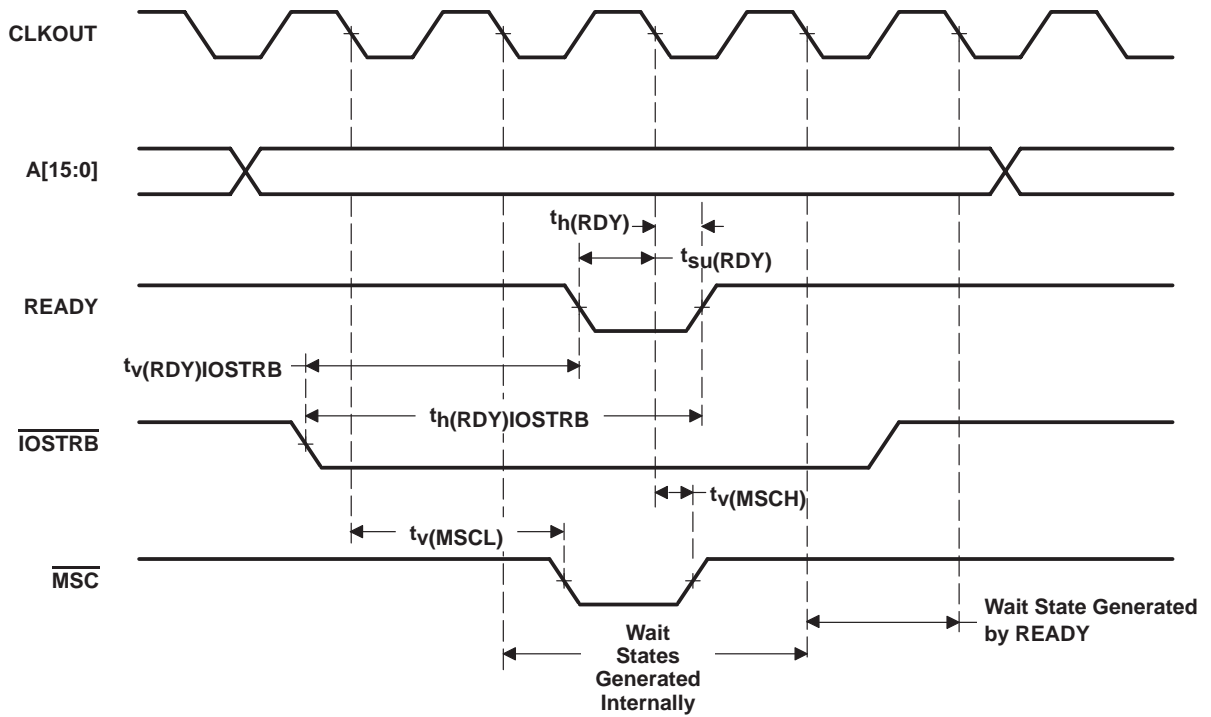 CLKOUT
A[15:0]
th(RDY)
tsu(RDY)
READY
tv(RDY)IOSTRB
th(RDY)IOSTRB
IOSTRB
tv(MSCH)
tv(MSCL)
MSC
Wait
States
Generated
Internally
Wait State Generated
by READY